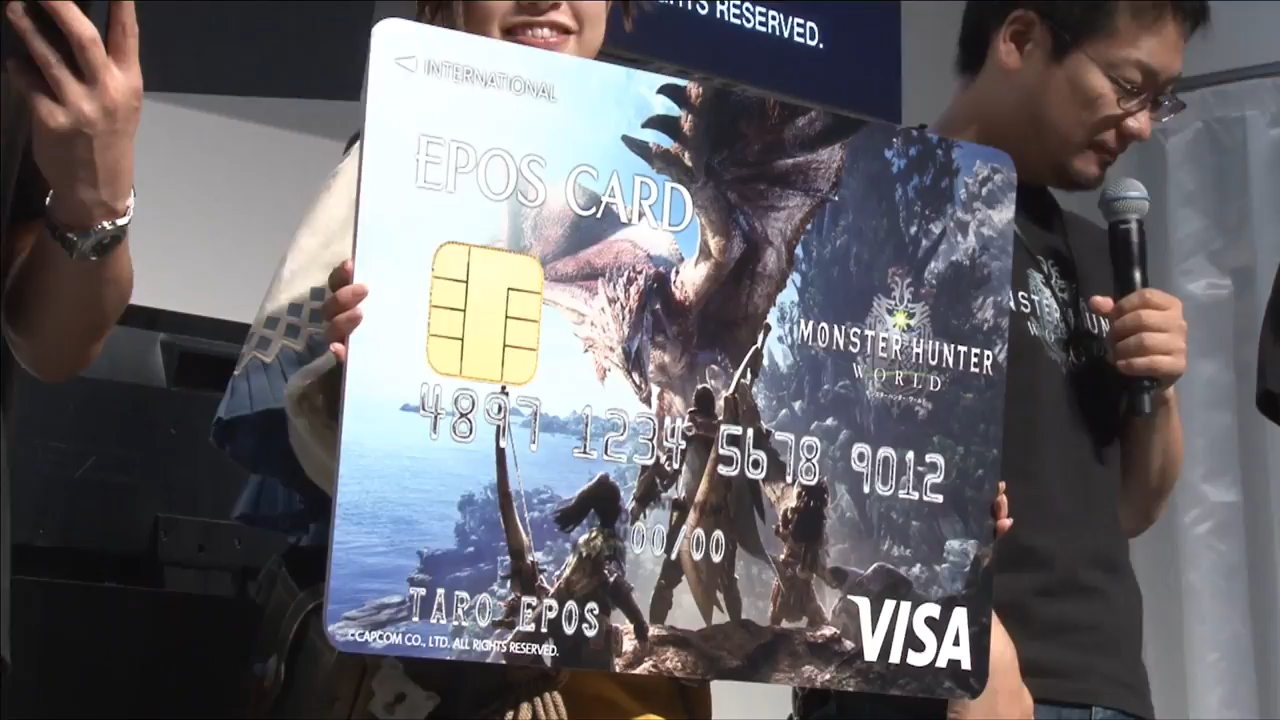 RIGHTS RESERVED.
INTERNATIONAL
EPOS CARD
MONSTER HUNTER
WORLD
4897 1234 5678 9012
00/00
TARO EPOS
©CAPCOM CO., LTD. ALL RIGHTS RESERVED.
VISA